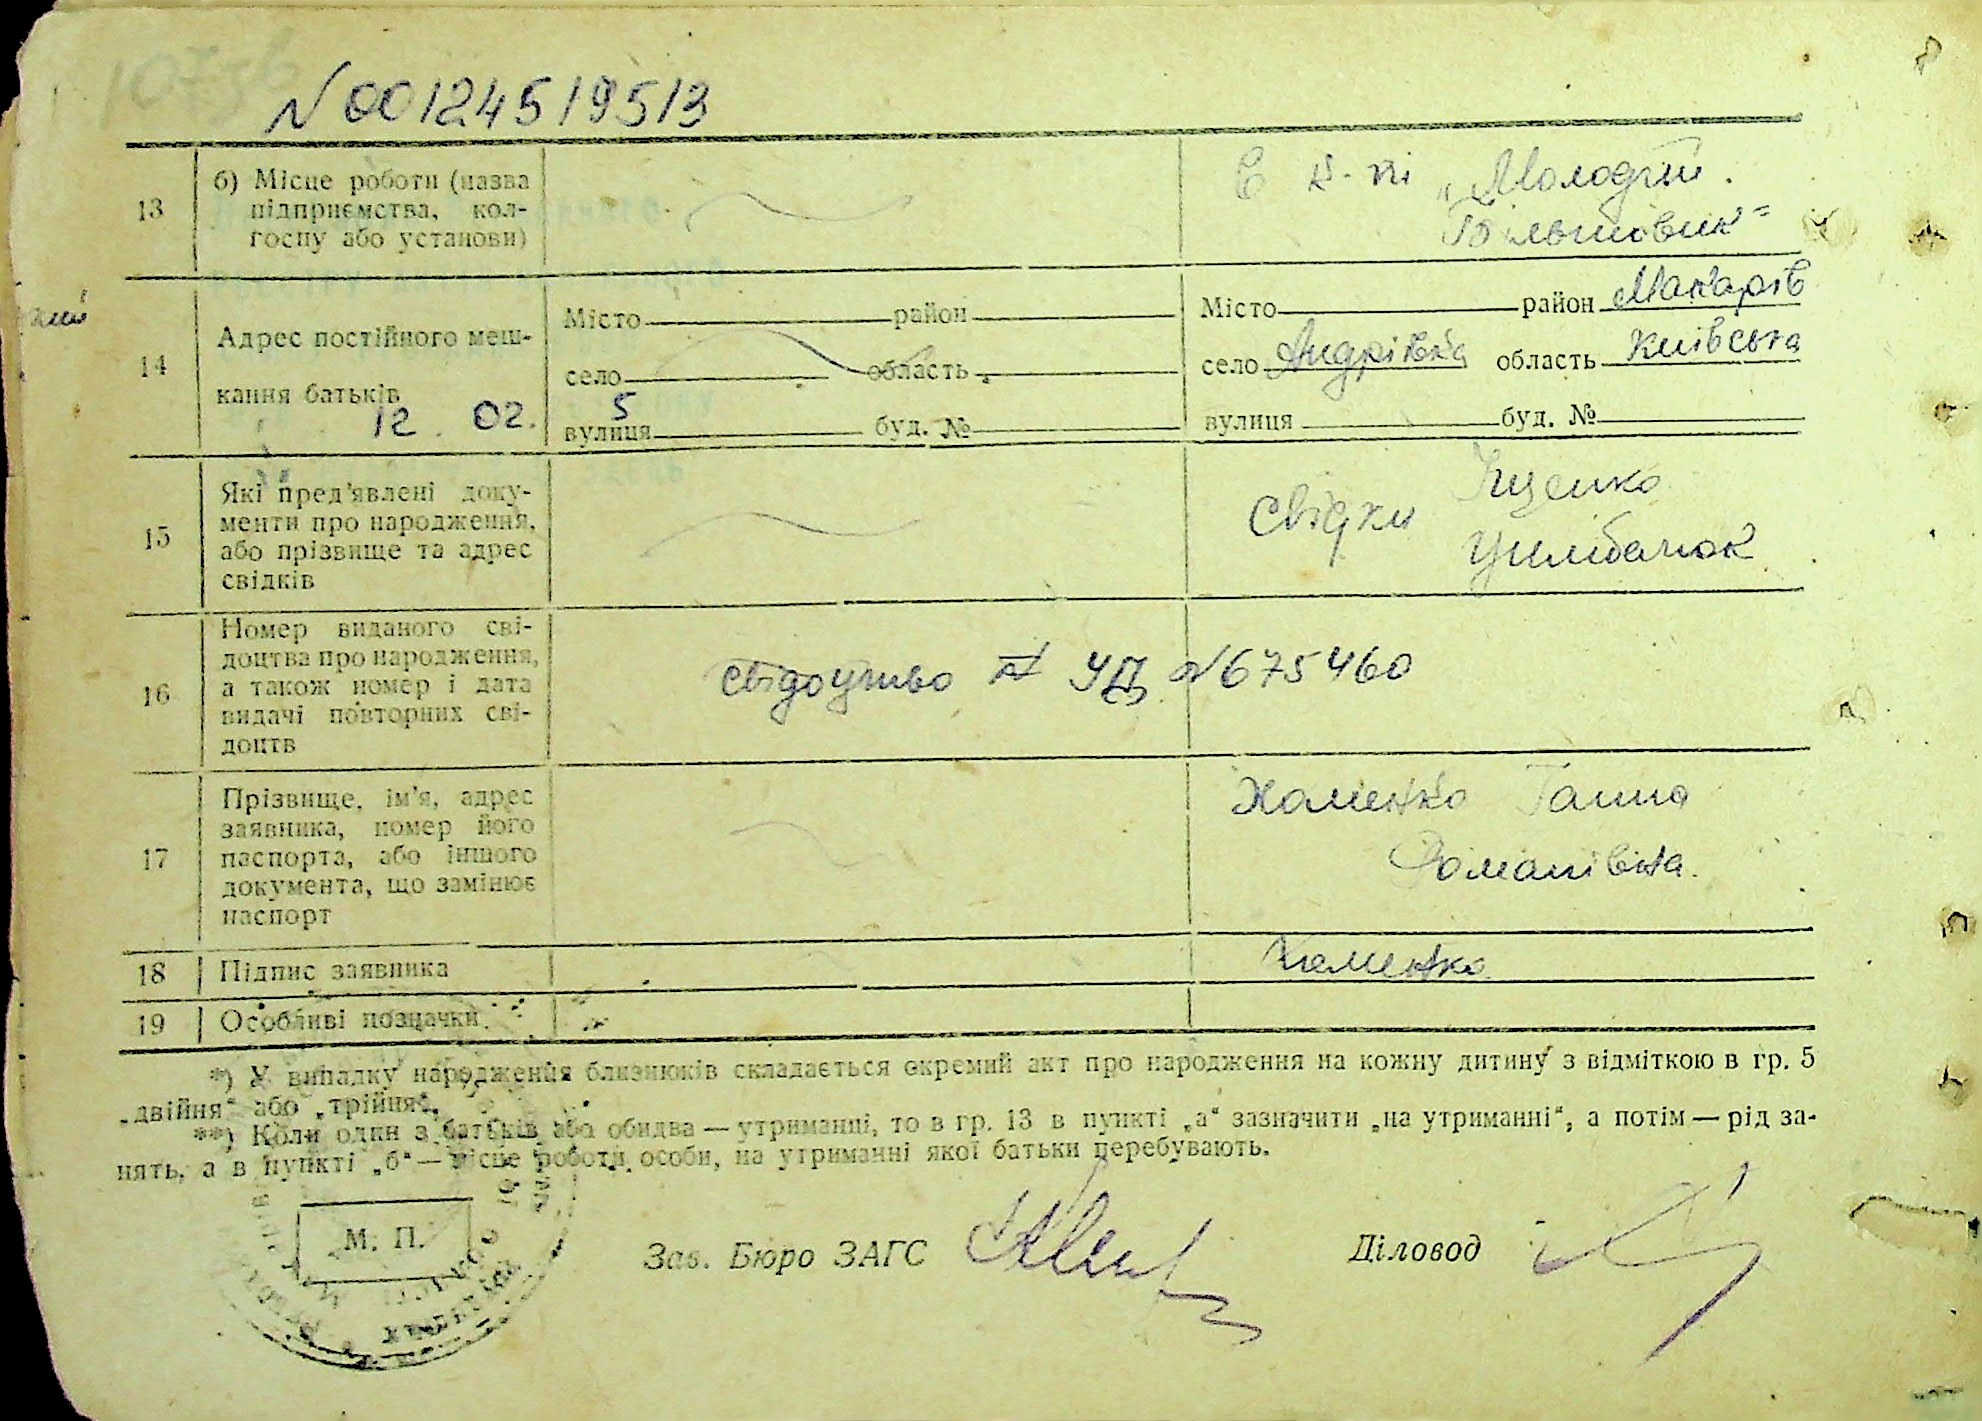 N00124519513
13
б) Місце роботи (назва
підприємства, кол-
госпу або установи)
В к-пі „Молодий
Більшовик"
14
Адрес постійного меш-
кання батьків
12. 02. 5
Місто район
село область
вулиця буд. №
Місто район Макарів
село Андріївка область Київська
вулиця буд. №
15
Які пред'явлені доку-
менти про народження,
або прізвище та адрес
свідків
Свідки Іщенко
16
Номер виданого сві-
доцтва про народження,
а також номер і дата
видачі повторних сві-
доцтв
свідоцтво УД N675460
17
Прізвище, ім'я, адрес
заявника, номер його
паспорта, або іншого
документа, що замінює
паспорт
Хоменко Ганна
Романівна.
18
Підпис заявника
Хоменко
19
Особливі позначки
*) У випадку народження близнюків складається окремий акт про народження на кожну дитину з відміткою в гр. 5
„двійня" або „трійня".
**) Коли один з батьків або обидва — утриманці, то в гр. 13 в пункті „а" зазначити „на утриманні", а потім — рід за-
нять, а в пункті „б" — місце роботи особи, на утриманні якої батьки перебувають.
М. П.
Зав. Бюро ЗАГС
Діловод